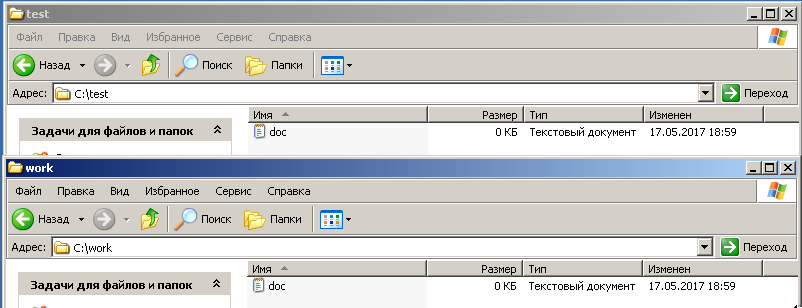 test
Файл Правка Вид Избранное Сервис Справка
Назад Поиск Папки
Адрес: C:\test Переход
Имя Размер Тип Изменен
Задачи для файлов и папок
doc 0 КБ Текстовый документ 17.05.2017 18:59
work
Файл Правка Вид Избранное Сервис Справка
Назад Поиск Папки
Адрес: C:\work Переход
Имя Размер Тип Изменен
Задачи для файлов и папок
doc 0 КБ Текстовый документ 17.05.2017 18:59